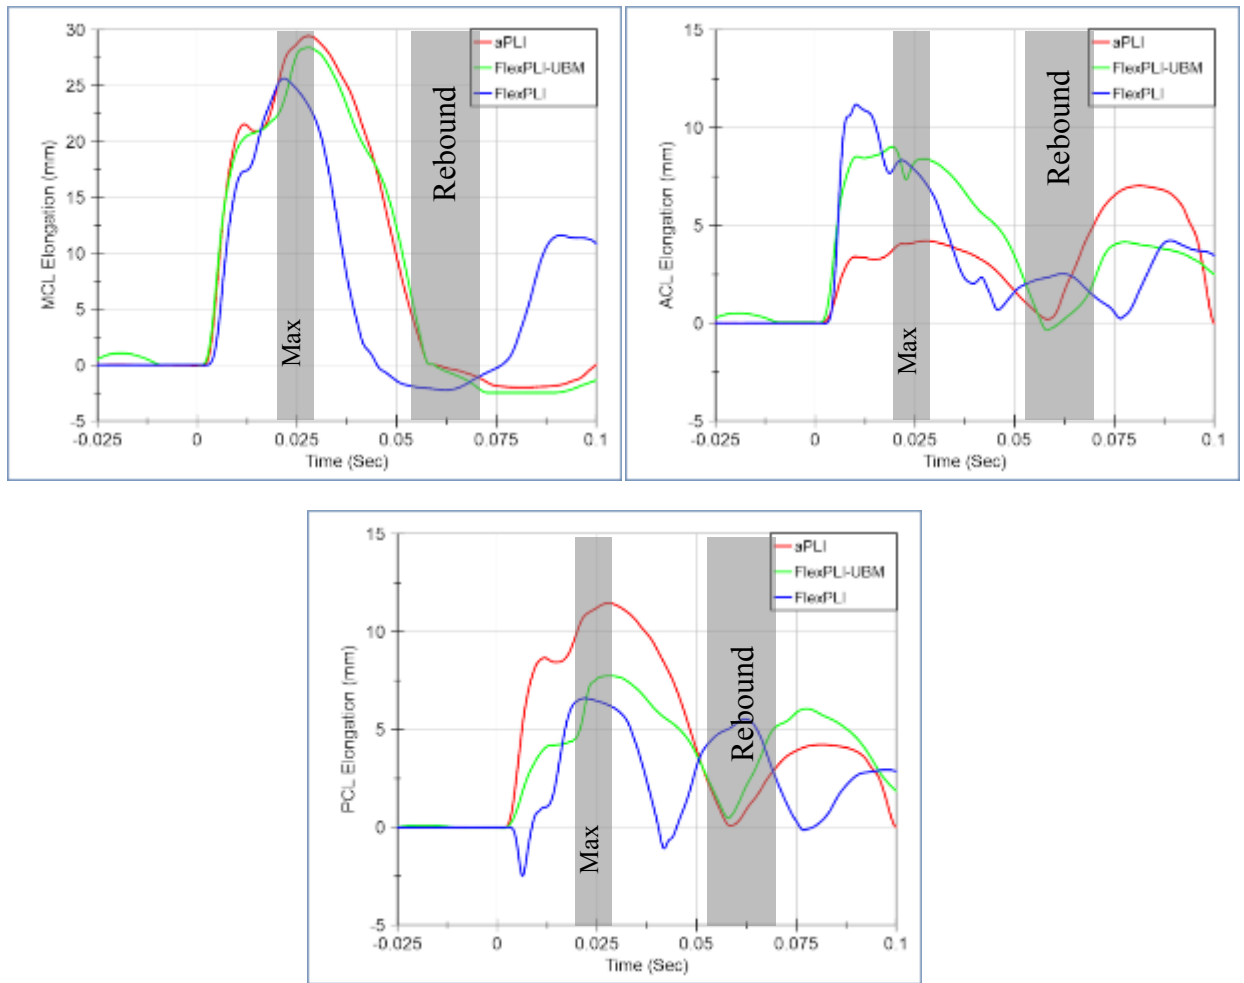 30
25
20
15
10
5
0
-5
MCL Elongation (mm)
-0.025
0
0.025
0.05
0.075
0.1
Time (Sec)
aPLI
FlexPLI-UBM
FlexPLI
Max
Rebound
15
10
5
0
-5
ACL Elongation (mm)
-0.025
0
0.025
0.05
0.075
0.1
Time (Sec)
aPLI
FlexPLI-UBM
FlexPLI
Max
Rebound
15
10
5
0
-5
PCL Elongation (mm)
-0.025
0
0.025
0.05
0.075
0.1
Time (Sec)
aPLI
FlexPLI-UBM
FlexPLI
Max
Rebound